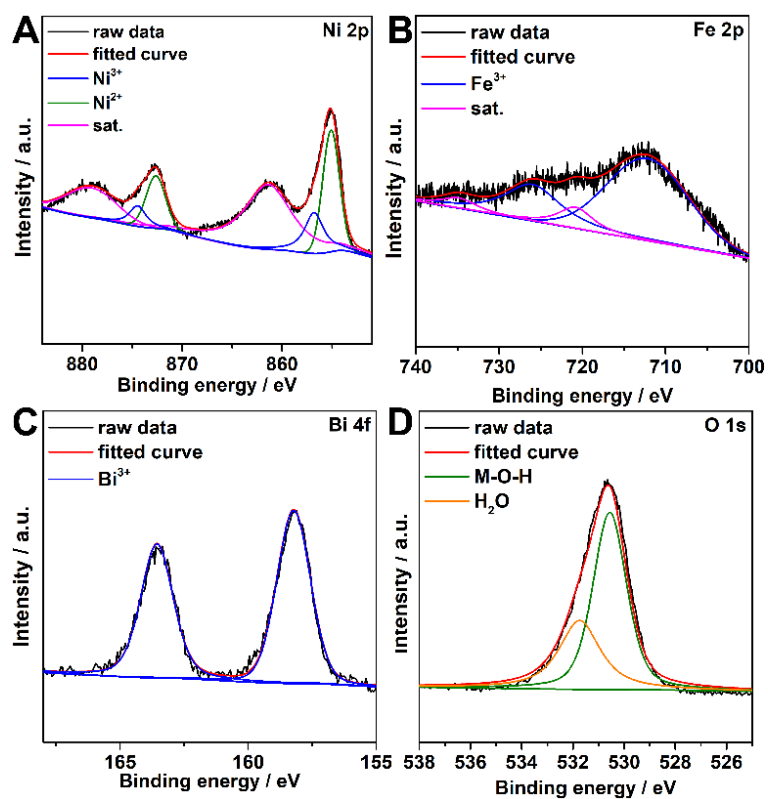 A
Ni 2p
raw data
fitted curve
Ni³⁺
Ni²⁺
sat.
Intensity / a.u.
880
870
860
Binding energy / eV
B
Fe 2p
raw data
fitted curve
Fe³⁺
sat.
Intensity / a.u.
740
730
720
710
700
Binding energy / eV
C
Bi 4f
raw data
fitted curve
Bi³⁺
Intensity / a.u.
165
160
155
Binding energy / eV
D
O 1s
raw data
fitted curve
M-O-H
H₂O
Intensity / a.u.
538
536
534
532
530
528
526
Binding energy / eV